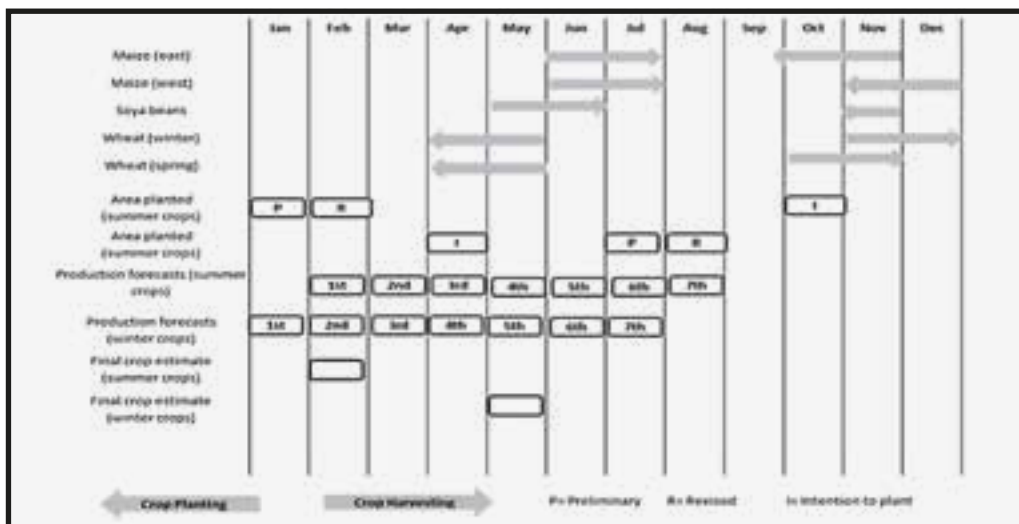 Jan Feb Mar Apr May Jun Jul Aug Sep Oct Nov Dec
Maize (east)
Maize (west)
Soya beans
Wheat (winter)
Wheat (spring)
Area planted
(summer crops)
P R I
Area planted
(summer crops)
I P R
Production forecasts (summer
crops)
1st 2nd 3rd 4th 5th 6th 7th
Production forecasts
(winter crops)
1st 2nd 3rd 4th 5th 6th 7th
Final crop estimate
(summer crops)
Final crop estimate
(winter crops)
Crop Planting Crop Harvesting P= Preliminary R= Revised I= Intention to plant